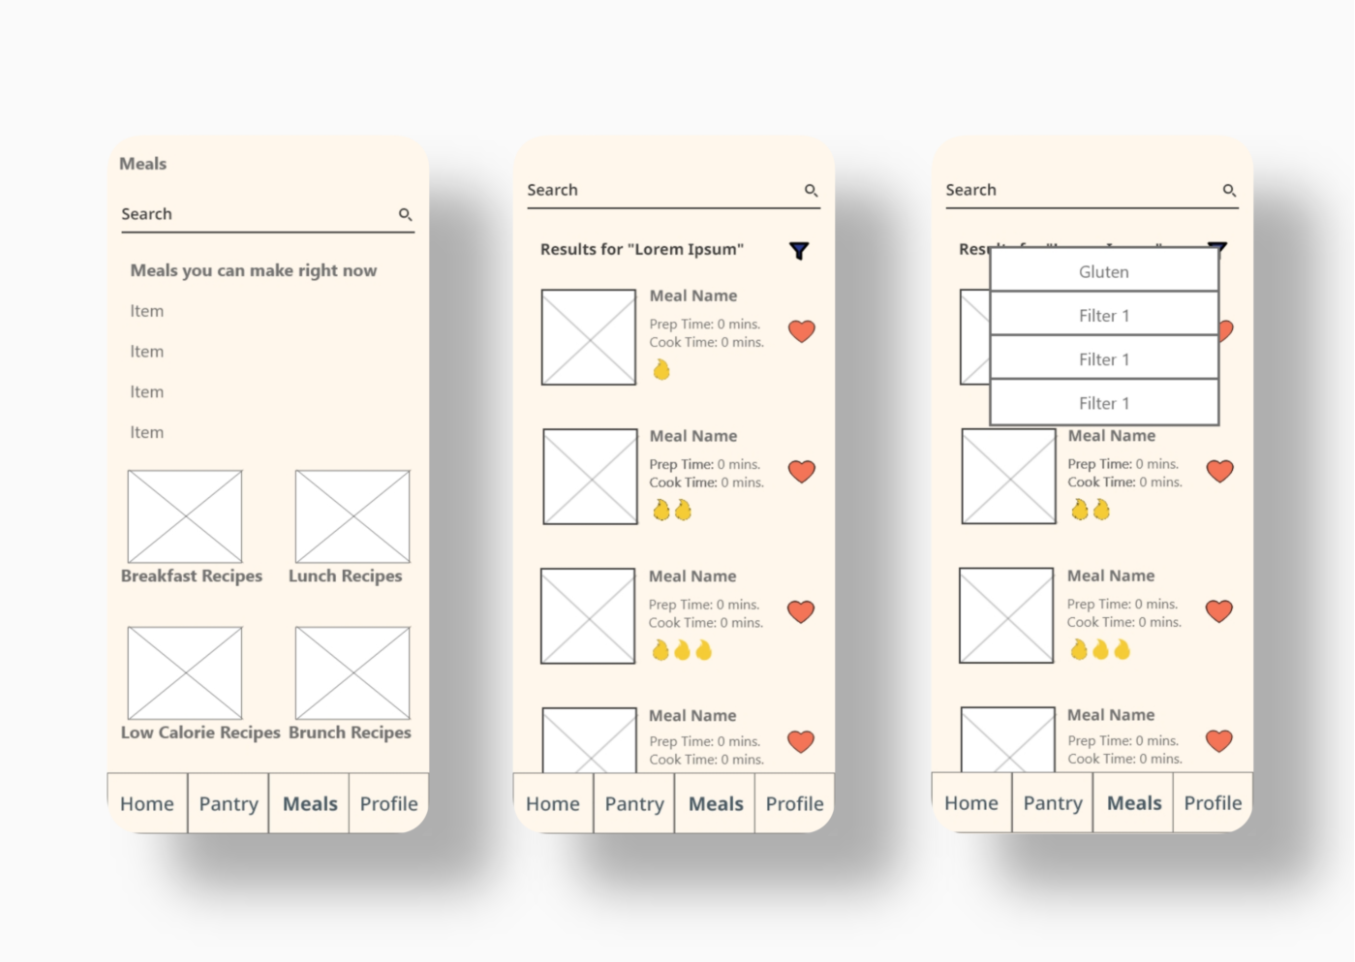 Meals
Search
Meals you can make right now
Item
Item
Item
Item
Breakfast Recipes
Lunch Recipes
Low Calorie Recipes
Brunch Recipes
Home
Pantry
Meals
Profile
Search
Results for "Lorem Ipsum"
Meal Name
Prep Time: 0 mins.
Cook Time: 0 mins.
Meal Name
Prep Time: 0 mins.
Cook Time: 0 mins.
Meal Name
Prep Time: 0 mins.
Cook Time: 0 mins.
Meal Name
Prep Time: 0 mins.
Cook Time: 0 mins.
Home
Pantry
Meals
Profile
Search
Gluten
Filter 1
Filter 1
Filter 1
Meal Name
Prep Time: 0 mins.
Cook Time: 0 mins.
Meal Name
Prep Time: 0 mins.
Cook Time: 0 mins.
Meal Name
Prep Time: 0 mins.
Cook Time: 0 mins.
Home
Pantry
Meals
Profile